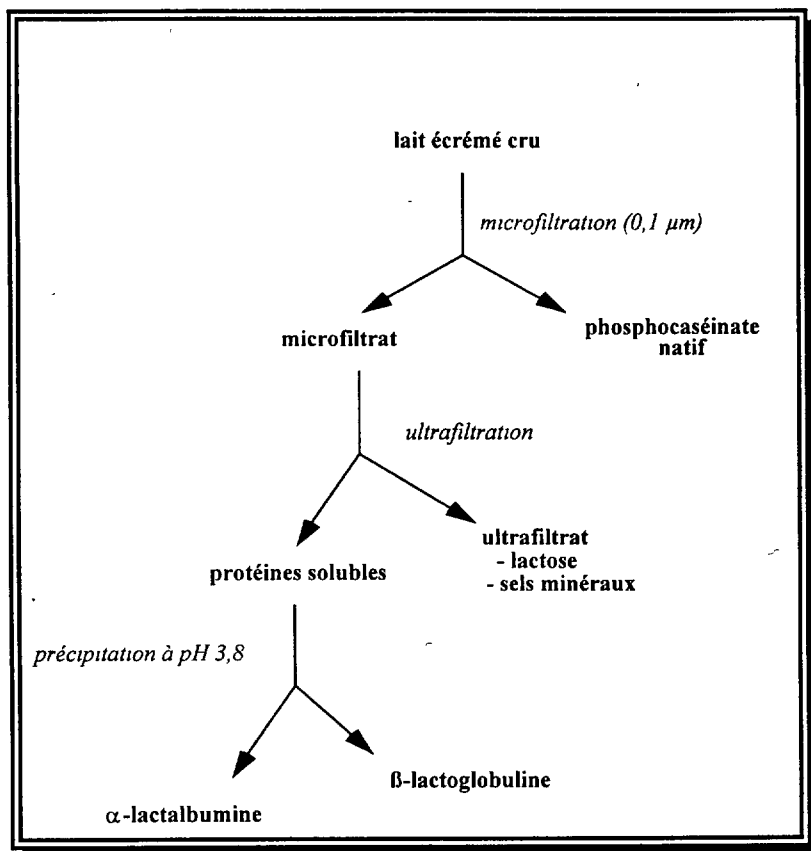 lait écrémé cru
microfiltration (0,1 µm)
microfiltrat
phosphocaséinate
natif
ultrafiltration
protéines solubles
ultrafiltrat
- lactose
- sels minéraux
précipitation à pH 3,8
α-lactalbumine
ß-lactoglobuline